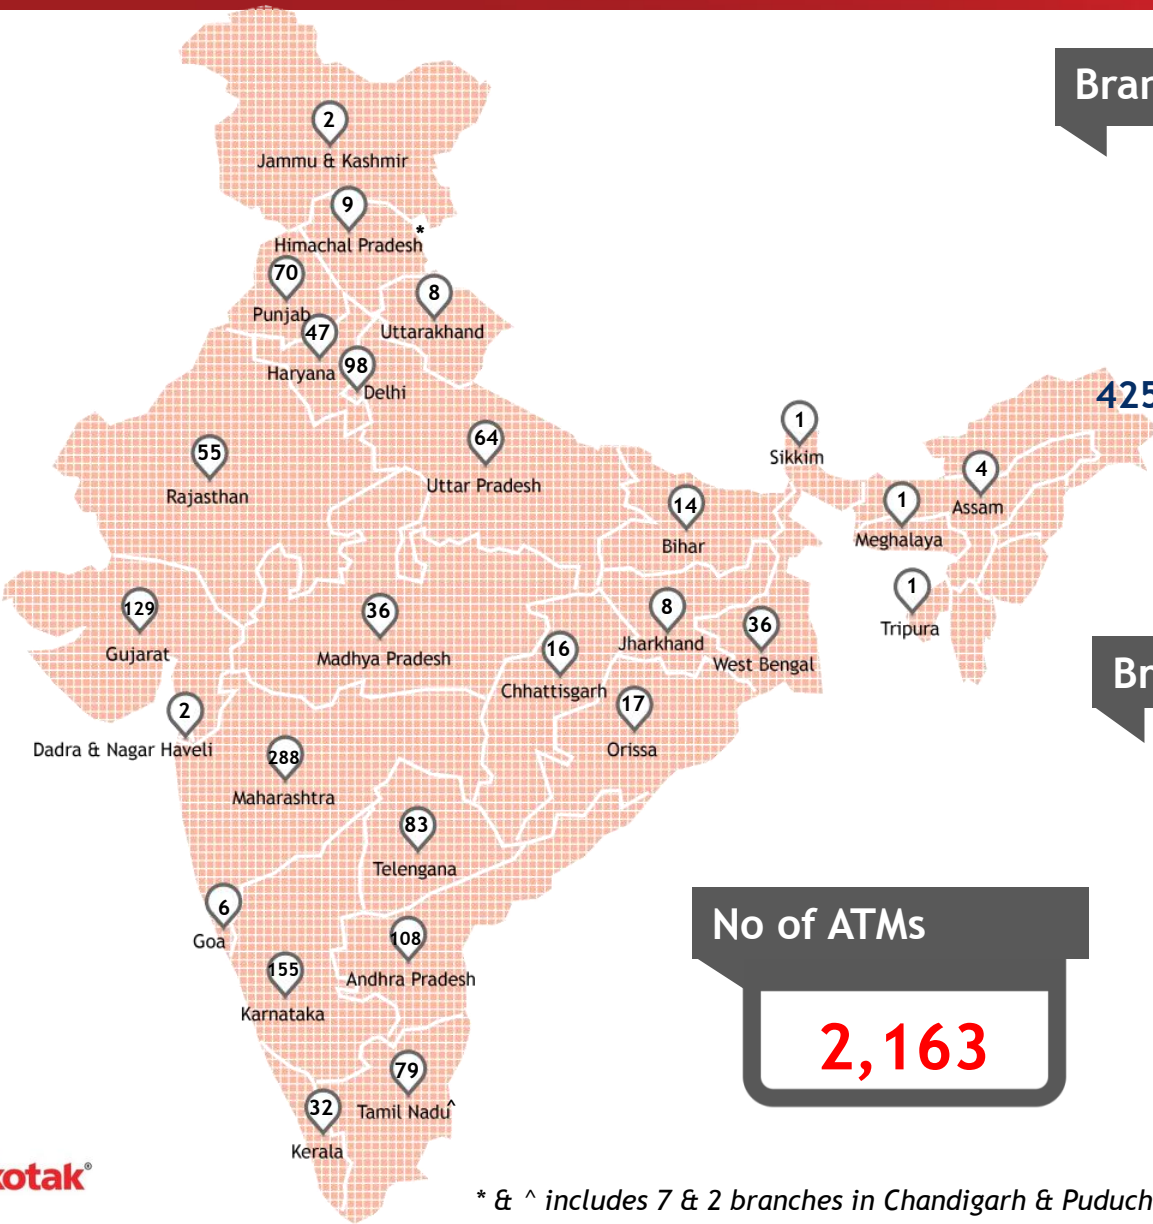 Bran
2
Jammu & Kashmir
9
Himachal Pradesh*
70
Punjab
8
Uttarakhand
47
Haryana
98
Delhi
425
55
Rajasthan
64
Uttar Pradesh
1
Sikkim
4
Assam
14
Bihar
1
Meghalaya
129
Gujarat
36
Madhya Pradesh
8
Jharkhand
1
Tripura
16
Chhattisgarh
36
West Bengal
Br
2
Dadra & Nagar Haveli
17
Orissa
288
Maharashtra
83
Telengana
6
Goa
108
Andhra Pradesh
No of ATMs
155
Karnataka
2,163
79
Tamil Nadu^
32
Kerala
kotak®
* & ^ includes 7 & 2 branches in Chandigarh & Puduch